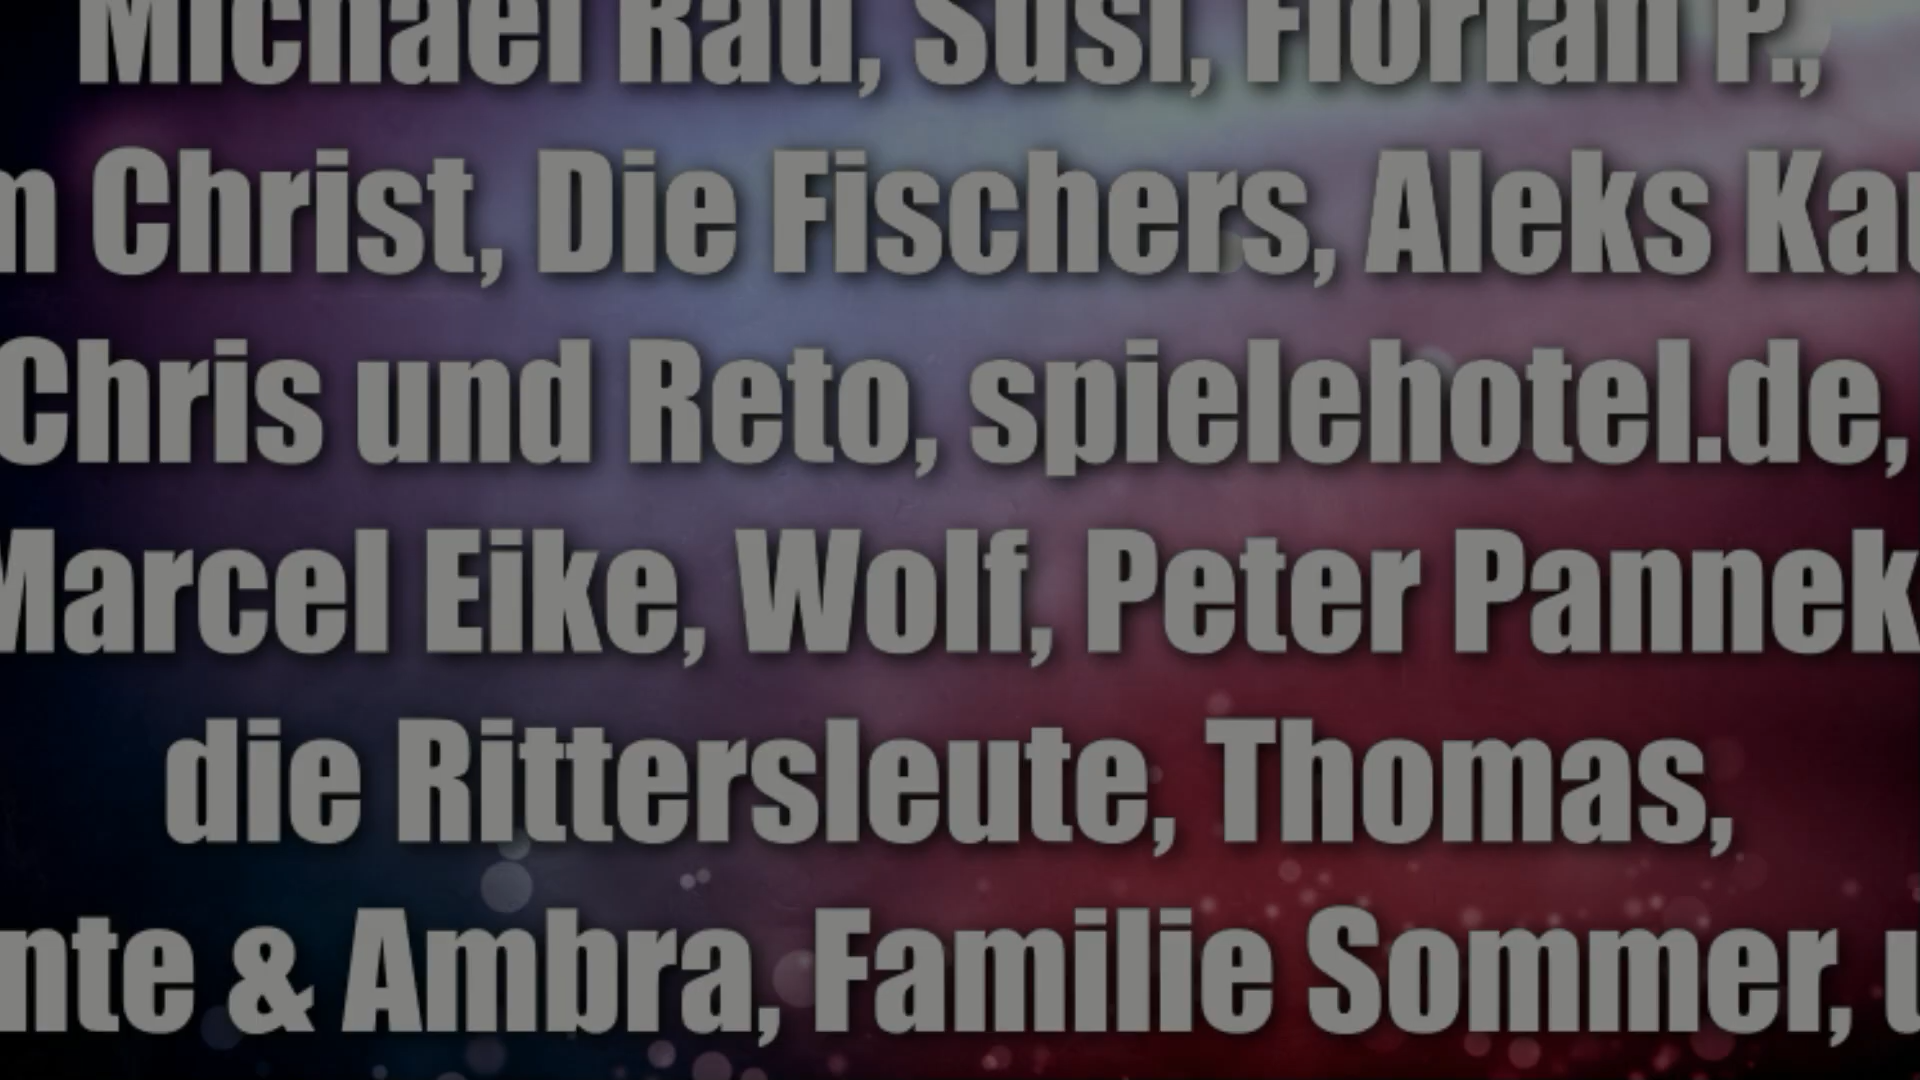 Michael Rau, Susi, Florian P.,
Christ, Die Fischers, Aleks
Chris und Reto, spielehotel.de,
Marcel Eike, Wolf, Peter Pannek
die Rittersleute, Thomas,
& Ambra, Familie Sommer,